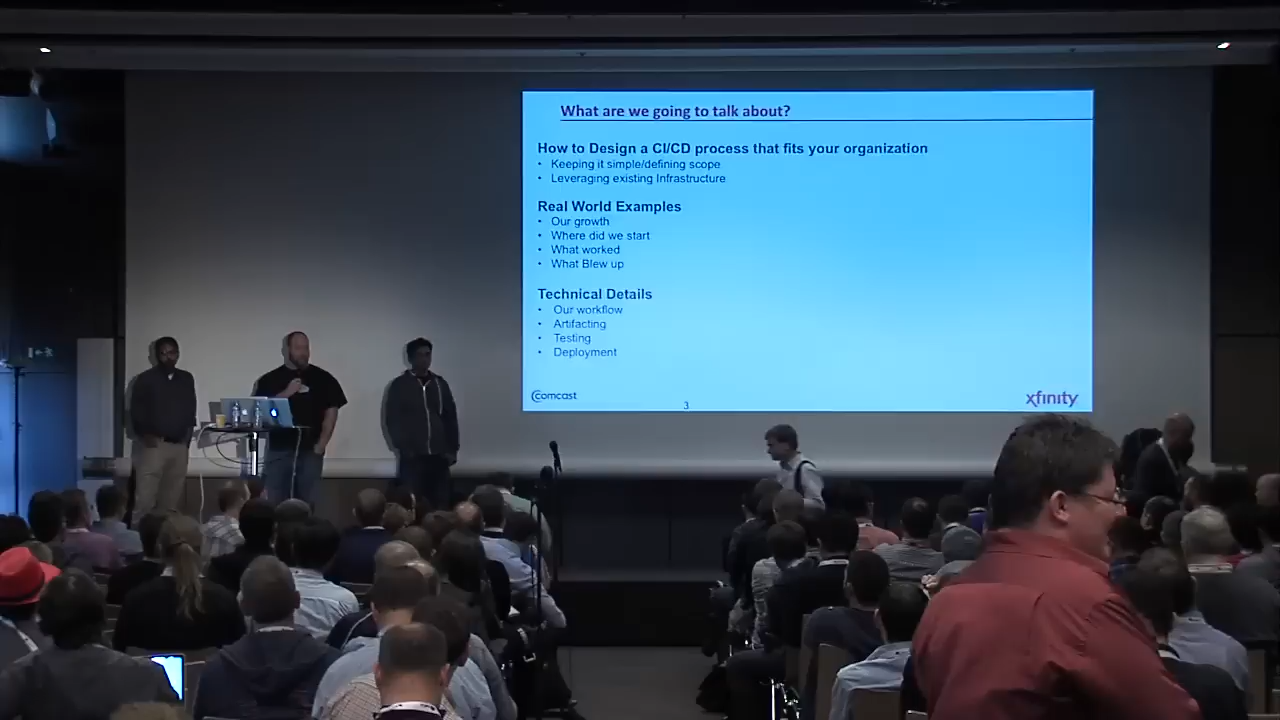 What are we going to talk about?
How to Design a CI/CD process that fits your organization
• Keeping it simple/defining scope
• Leveraging existing Infrastructure
Real World Examples
• Our growth
• Where did we start
• What worked
• What Blew up
Technical Details
• Our workflow
• Artifacting
• Testing
• Deployment
comcast
3
xfinity